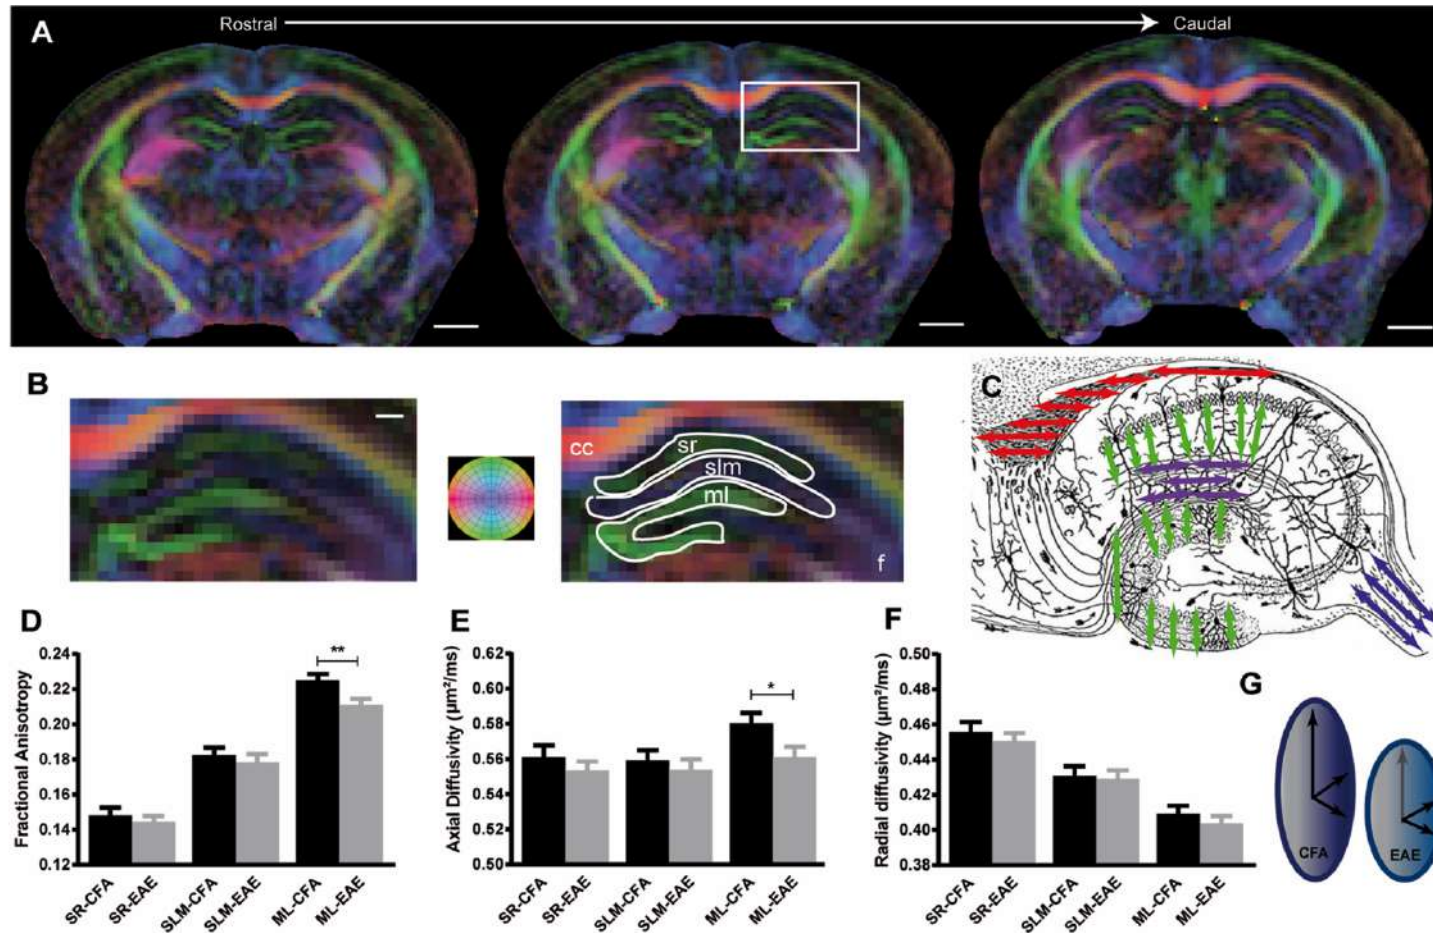 A
Rostral
Caudal
B
cc
sr
slm
ml
f
C
D
Fractional Anisotropy
0.24
0.22
0.20
0.18
0.16
0.14
0.12
**
SR-CFA
SR-EAE
SLM-CFA
SLM-EAE
ML-CFA
ML-EAE
E
Axial Diffusivity (µm²/ms)
0.62
0.60
0.58
0.56
0.54
0.52
0.50
*
SR-CFA
SR-EAE
SLM-CFA
SLM-EAE
ML-CFA
ML-EAE
F
Radial diffusivity (µm²/ms)
0.50
0.48
0.46
0.44
0.42
0.40
0.38
SR-CFA
SR-EAE
SLM-CFA
SLM-EAE
ML-CFA
ML-EAE
G
CFA
EAE